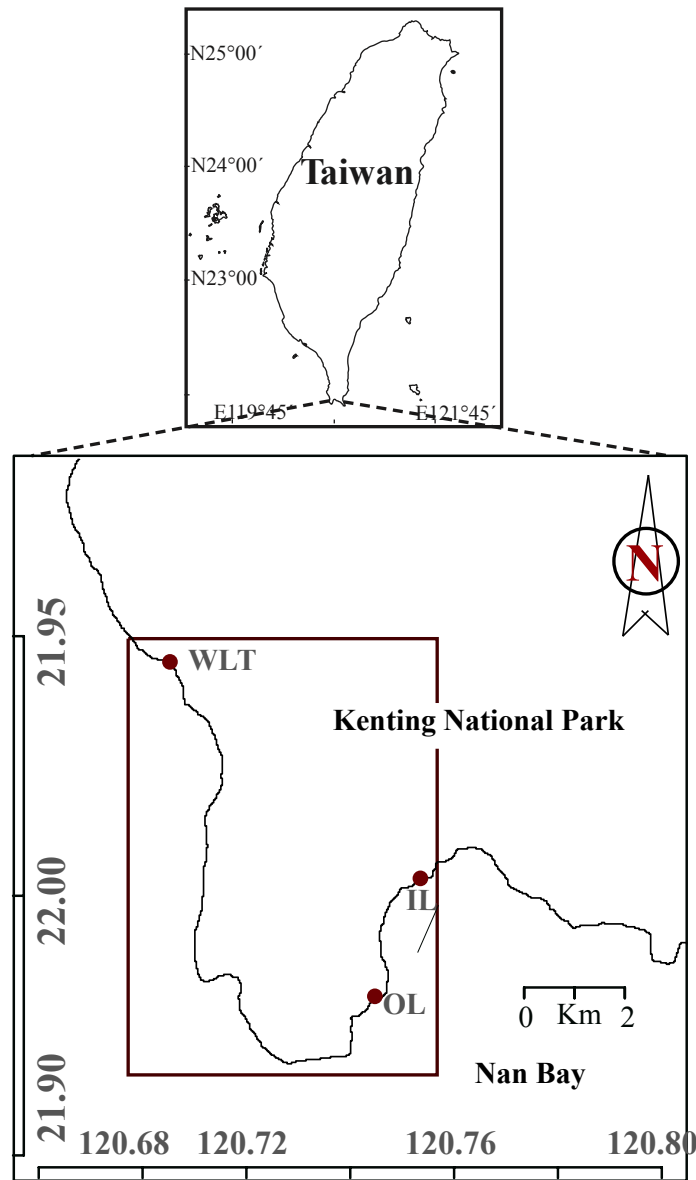 N25°00´
N24°00´
Taiwan
N23°00
E119°45´
E121°45´
N
21.95
WLT
Kenting National Park
22.00
IL
OL
0 Km 2
Nan Bay
21.90
120.68 120.72 120.76 120.80